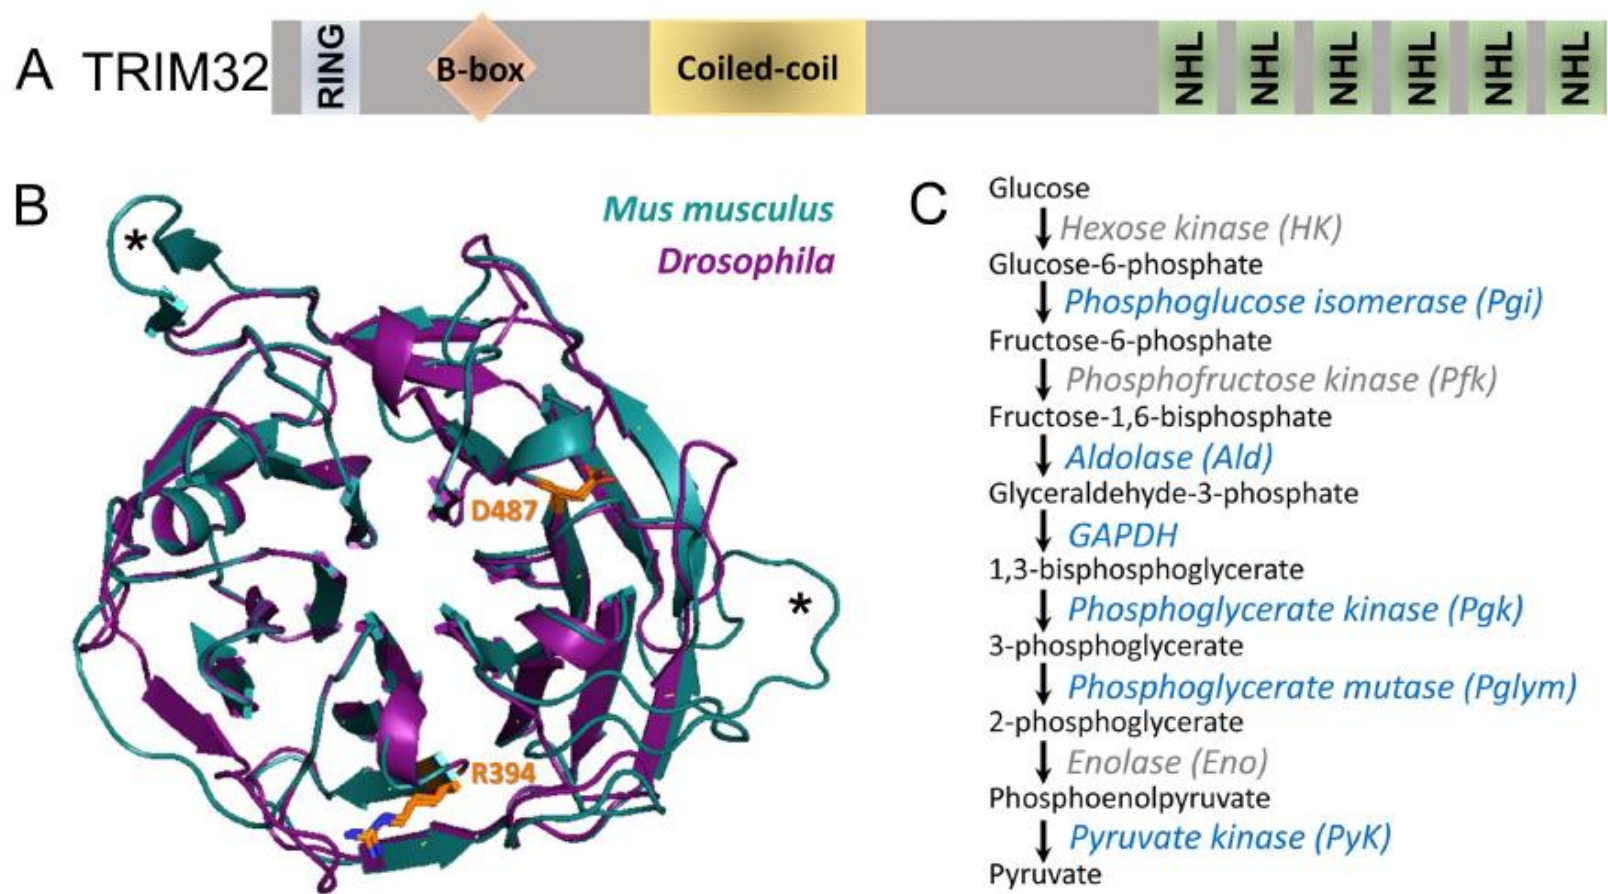 A TRIM32 RING B-box Coiled-coil NHL NHL NHL NHL NHL NHL
B
Mus musculus
Drosophila
*
*
D487
R394
C
Glucose
Hexose kinase (HK)
Glucose-6-phosphate
Phosphoglucose isomerase (Pgi)
Fructose-6-phosphate
Phosphofructose kinase (Pfk)
Fructose-1,6-bisphosphate
Aldolase (Ald)
Glyceraldehyde-3-phosphate
GAPDH
1,3-bisphosphoglycerate
Phosphoglycerate kinase (Pgk)
3-phosphoglycerate
Phosphoglycerate mutase (Pglym)
2-phosphoglycerate
Enolase (Eno)
Phosphoenolpyruvate
Pyruvate kinase (PyK)
Pyruvate